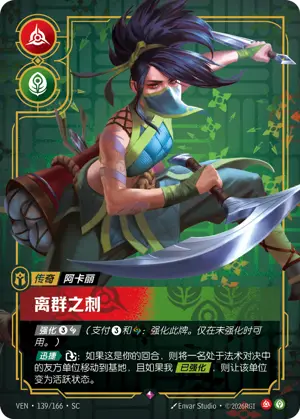 传奇 阿卡丽
离群之刺
强化 3 (支付 3 和 :强化此牌。仅在未强化时可用。)
迅捷 :如果这是你的回合,则将一名处于法术对决中的友方单位移动到基地,且如果我 已强化 ,则让该单位变为活跃状态。
VEN · 139/166 · SC
Envar Studio · ©2026RGI